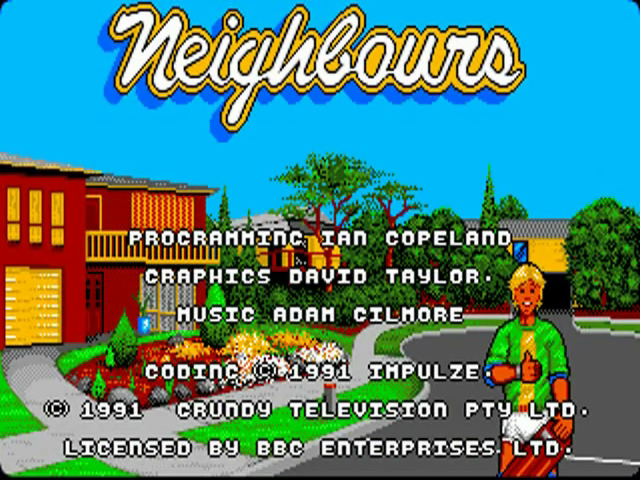 Neighbours
PROGRAMMING IAN COPELAND
GRAPHICS DAVID TAYLOR.
MUSIC ADAM GILMORE
CODING © 1991 IMPULZE.
© 1991 GRUNDY TELEVISION PTY LTD.
LICENSED BY BBC ENTERPRISES LTD.